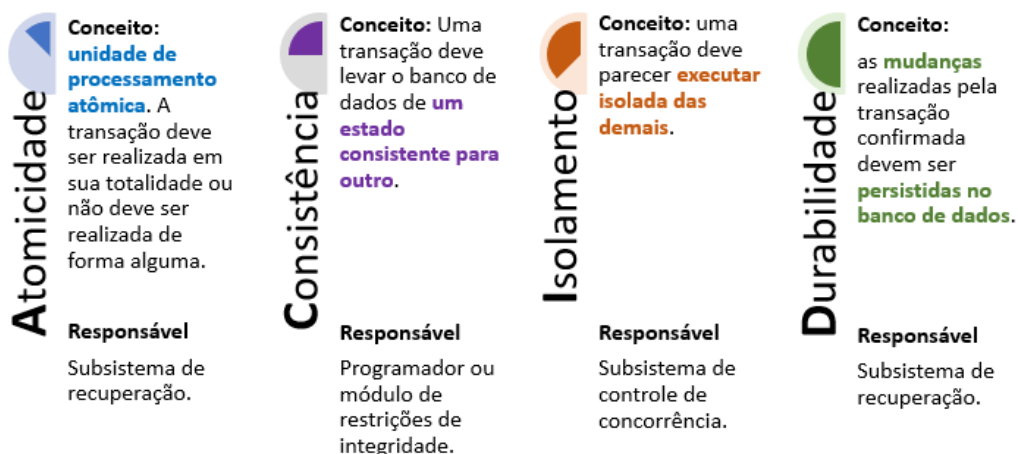 Atomicidade
Conceito:
unidade de
processamento
atômica. A
transação deve
ser realizada em
sua totalidade ou
não deve ser
realizada de
forma alguma.
Responsável
Subsistema de
recuperação.
Consistência
Conceito: Uma
transação deve
levar o banco de
dados de um
estado
consistente para
outro.
Responsável
Programador ou
módulo de
restrições de
integridade.
Isolamento
Conceito: uma
transação deve
parecer executar
isolada das
demais.
Responsável
Subsistema de
controle de
concorrência.
Durabilidade
Conceito:
as mudanças
realizadas pela
transação
confirmada
devem ser
persistidas no
banco de dados.
Responsável
Subsistema de
recuperação.